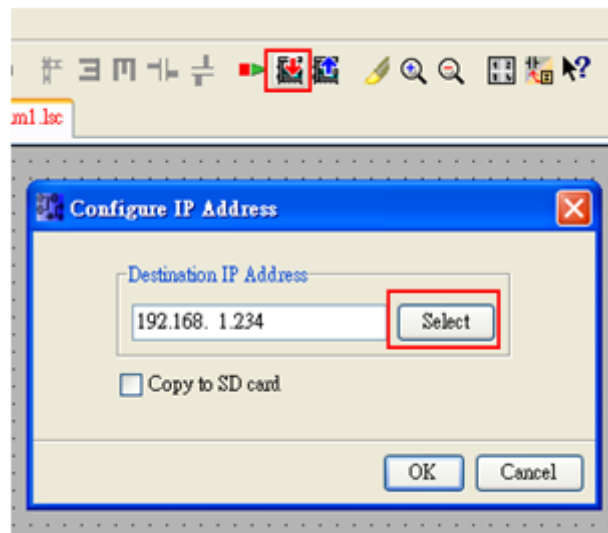 m1.lsc
Configure IP Address
Destination IP Address
192.168. 1.234
Select
Copy to SD card
OK
Cancel